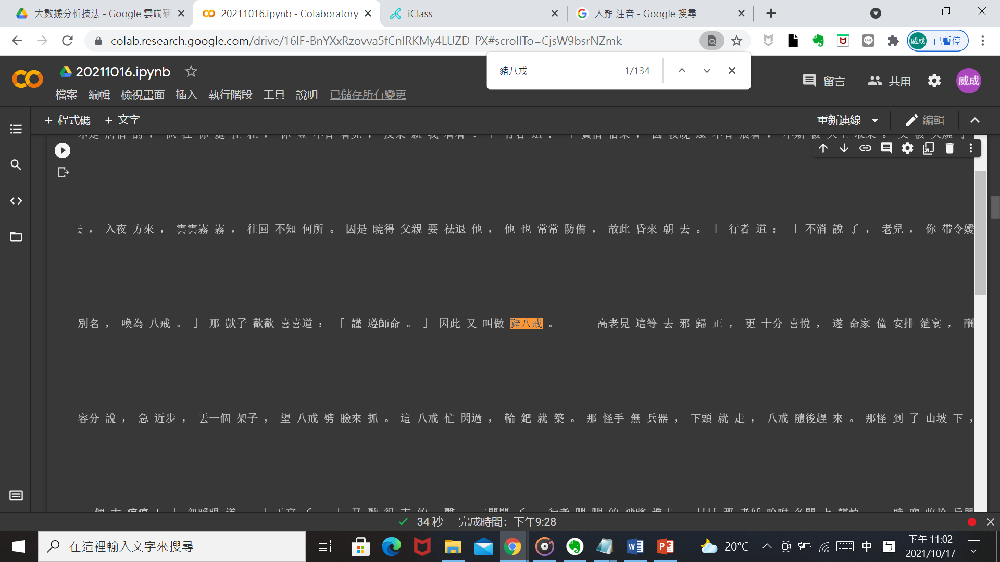 大數據分析技法 - Google 雲端硬
20211016.ipynb - Colaboratory
iClass
人難 注音 - Google 搜尋
colab.research.google.com/drive/16lF-BnYXxRzovva5fCnIRKMy4LUZD_PX#scrollTo=CjsW9bsrNZmk
威成 已暫停
豬八戒 1/134
20211016.ipynb
檔案 編輯 檢視畫面 插入 執行階段 工具 說明 已儲存所有變更
留言 共用 威成
+ 程式碼 + 文字
重新連線 編輯
， 入夜 方來 ， 雲雲霧 霧 ， 往回 不知 何所 。 因是 曉得 父親 要 祛退 他 ， 他 也 常常 防備 ， 故此 昏來 朝 去 。 」 行者 道 ： 「 不消 說 了 ， 老兒 ， 你 帶令嬡
別名 ， 喚為 八戒 。 」 那 獃子 歡歡 喜喜道 ： 「 謹 遵師命 。 」 因此 又 叫做 豬八戒 。 高老見 這等 去 邪 歸 正 ， 更 十分 喜悅 ， 遂 命家 僮 安排 筵宴 ， 酬
容分 說 ， 急 近步 ， 丟一個 架子 ， 望 八戒 劈 臉來 抓 。 這 八戒 忙 閃過 ， 輪 鈀 就 築 。 那 怪手 無 兵器 ， 下頭 就 走 ， 八戒 隨後趕 來 。 那怪 到 了 山坡 下 ，
34 秒 完成時間： 下午9:28
在這裡輸入文字來搜尋
20°C
中
ㄅ
下午 11:02
2021/10/17